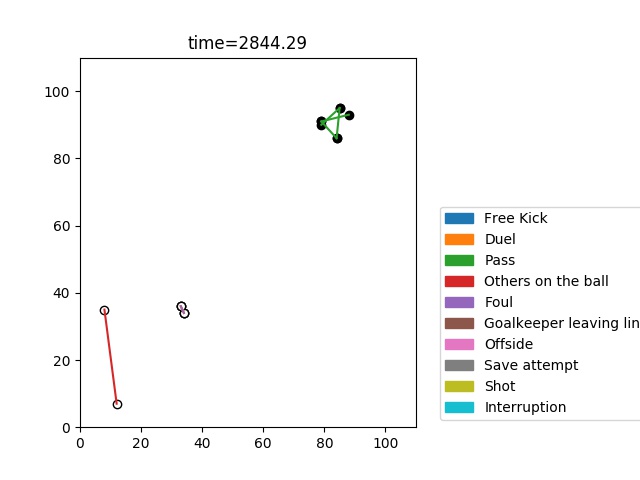 time=2844.29
100
80
60
40
20
0
0 20 40 60 80 100
Free Kick
Duel
Pass
Others on the ball
Foul
Goalkeeper leaving lin
Offside
Save attempt
Shot
Interruption